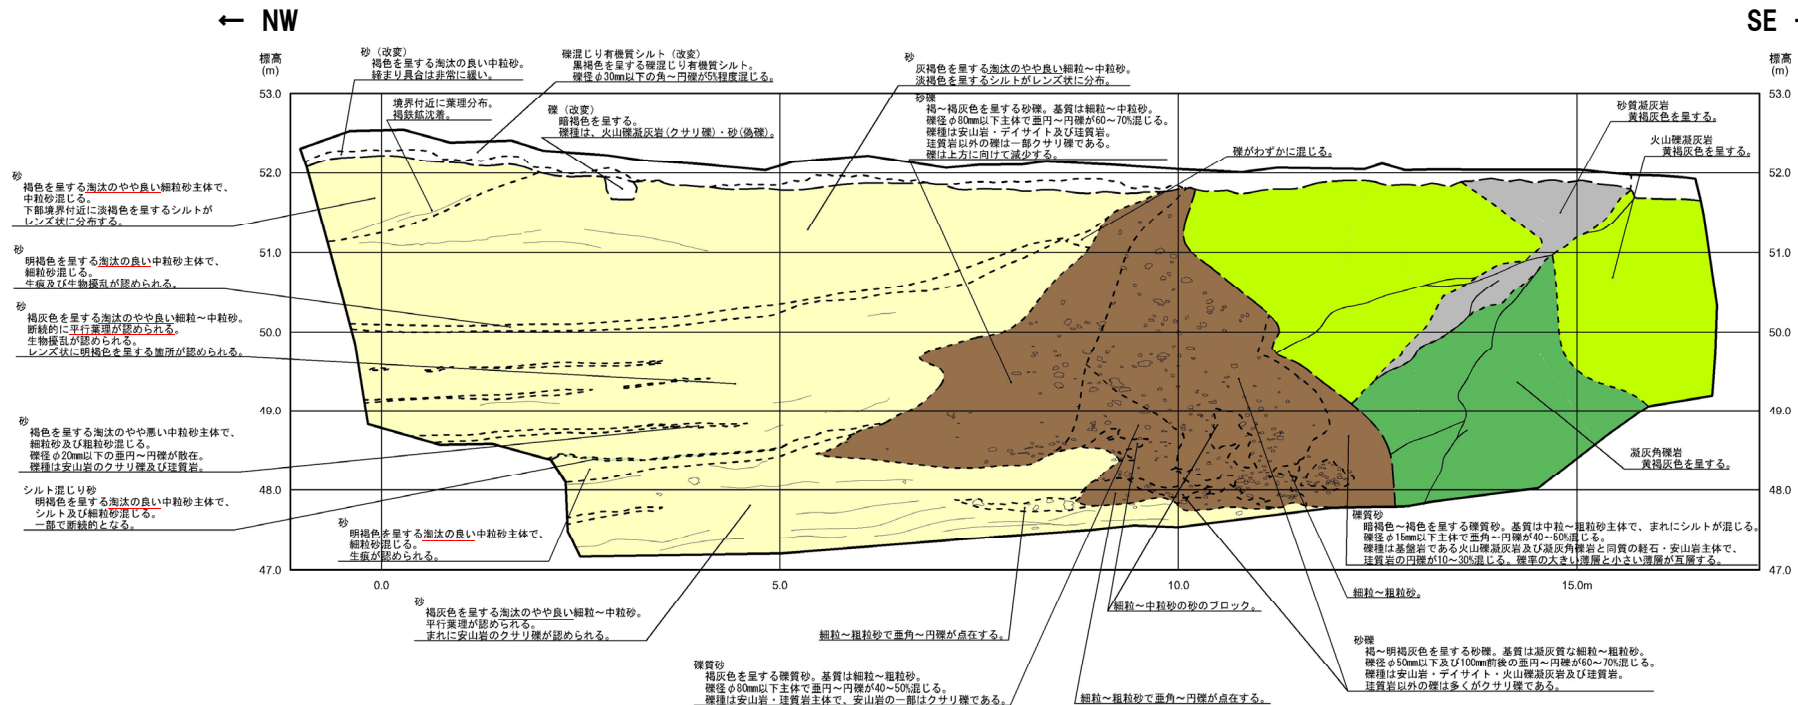 ← NW
SE
標高
(m)
標高
(m)
53.0
52.0
51.0
50.0
49.0
48.0
47.0
53.0
52.0
51.0
50.0
49.0
48.0
47.0
0.0
5.0
10.0
15.0m
砂(改変)
褐色を呈する淘汰の良い中粒砂。
締まり具合は非常に緩い。
境界付近に葉理分布。
褐鉄鉱沈着。
礫混じり有機質シルト(改変)
黒褐色を呈する礫混じり有機質シルト。
礫径φ30mm以下の角～円礫が5%程度混じる。
礫(改変)
暗褐色を呈する。
礫種は、火山礫凝灰岩(クサリ礫)・砂(偽礫)。
砂
灰褐色を呈する淘汰のやや良い細粒～中粒砂。
淡褐色を呈するシルトがレンズ状に分布。
砂礫
褐～褐灰色を呈する砂礫。基質は細粒～中粒砂。
礫径φ80mm以下主体で亜円～円礫が60～70%混じる。
礫種は安山岩・デイサイト及び珪質岩。
珪質岩以外の礫は一部クサリ礫である。
礫は上方に向けて減少する。
礫がわずかに混じる。
砂質凝灰岩
黄褐灰色を呈する。
火山礫凝灰岩
黄褐灰色を呈する。
砂
褐色を呈する淘汰のやや良い細粒砂主体で、
中粒砂混じる。
下部境界付近に淡褐色を呈するシルトが
レンズ状に分布する。
砂
明褐色を呈する淘汰の良い中粒砂主体で、
細粒砂混じる。
生痕及び生物擾乱が認められる。
砂
褐灰色を呈する淘汰のやや良い細粒～中粒砂。
断続的に平行葉理が認められる。
生物擾乱が認められる。
レンズ状に明褐色を呈する箇所が認められる。
砂
褐色を呈する淘汰のやや悪い中粒砂主体で、
細粒砂及び粗粒砂混じる。
礫径φ20mm以下の亜円～円礫が散在。
礫種は安山岩のクサリ礫及び珪質岩。
シルト混じり砂
明褐色を呈する淘汰の良い中粒砂主体で、
シルト及び細粒砂混じる。
一部で断続的となる。
砂
明褐色を呈する淘汰の良い中粒砂主体で、
細粒砂混じる。
生痕が認められる。
砂
褐灰色を呈する淘汰のやや良い細粒～中粒砂。
平行葉理が認められる。
まれに安山岩のクサリ礫が認められる。
細粒～粗粒砂で亜角～円礫が点在する。
礫質砂
褐灰色を呈する礫質砂。基質は細粒～粗粒砂。
礫径φ80mm以下主体で亜円～円礫が40～50%混じる。
礫種は安山岩・珪質岩主体で、安山岩の一部はクサリ礫である。
細粒～中粒砂の砂のブロック。
細粒～粗粒砂で亜角～円礫が点在する。
凝灰角礫岩
黄褐灰色を呈する。
礫質砂
暗褐色～褐色を呈する礫質砂。基質は中粒～粗粒砂主体で、まれにシルトが混じる。
礫径φ15mm以下主体で亜角～円礫が40～50%混じる。
礫種は基盤岩である火山礫凝灰岩及び凝灰角礫岩と同質の軽石・安山岩主体で、
珪質岩の円礫が10～30%混じる。礫率の大きい薄層と小さい薄層が互層する。
細粒～粗粒砂。
砂礫
褐～明褐灰色を呈する砂礫。基質は凝灰質な細粒～粗粒砂。
礫径φ50mm以下及び100mm前後の亜円～円礫が60～70%混じる。
礫種は安山岩・デイサイト・火山礫凝灰岩及び珪質岩。
珪質岩以外の礫は多くがクサリ礫である。